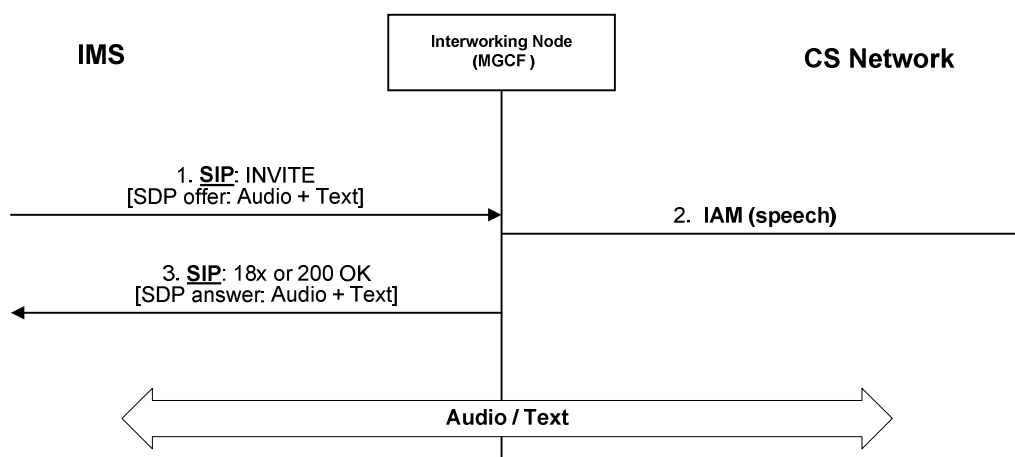 IMS
Interworking Node
(MGCF )
CS Network
1. SIP: INVITE
[SDP offer: Audio + Text]
2. IAM (speech)
3. SIP: 18x or 200 OK
[SDP answer: Audio + Text]
Audio / Text